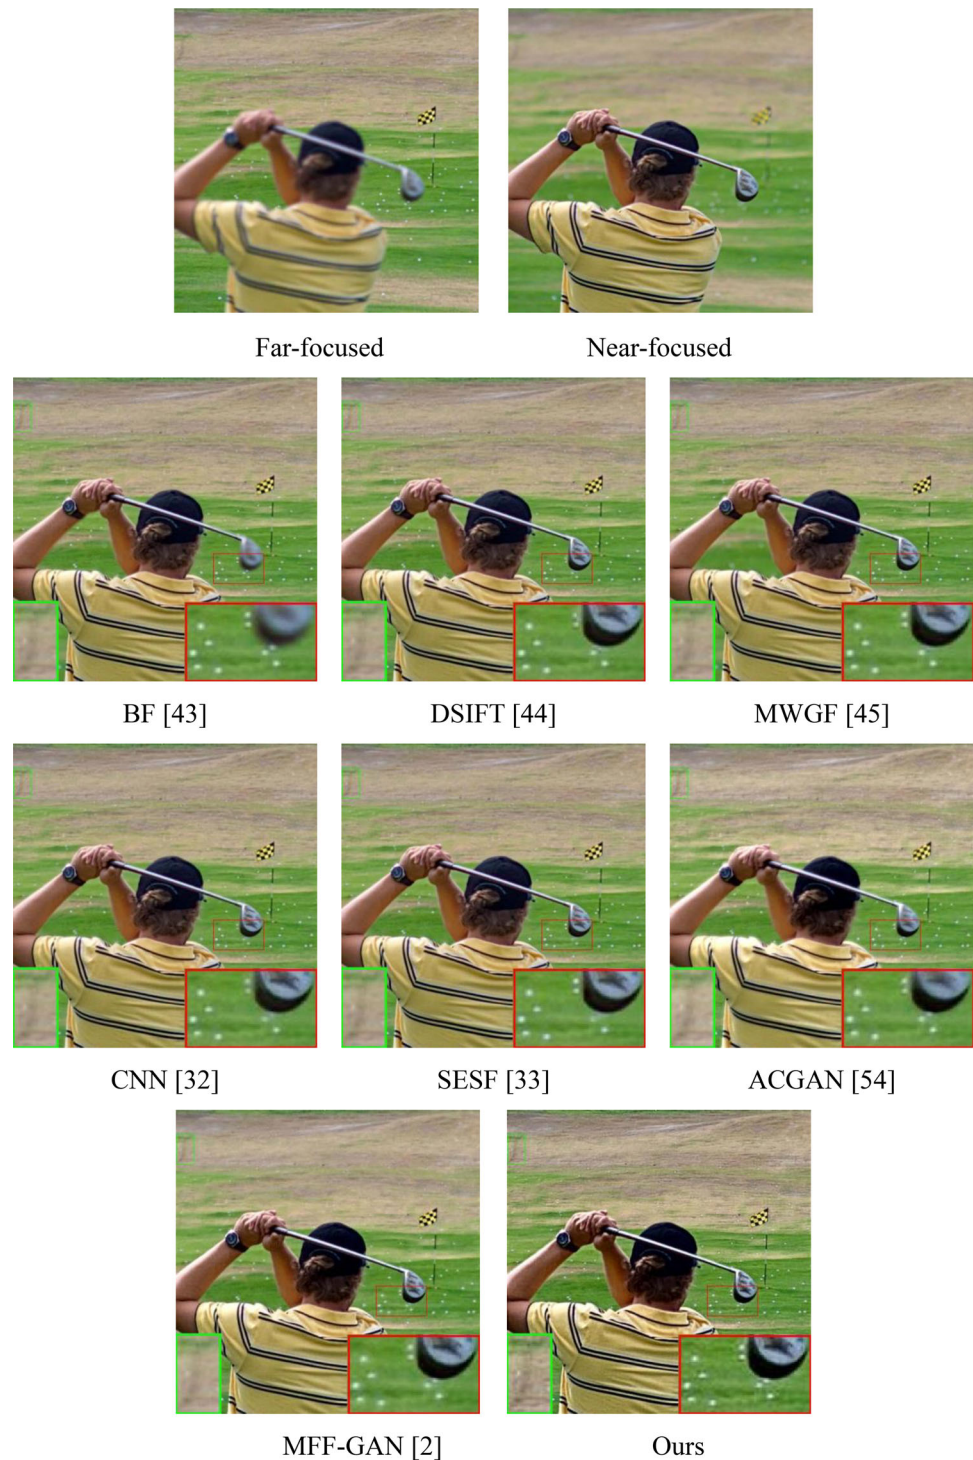 Far-focused
Near-focused
BF [43]
DSIFT [44]
MWGF [45]
CNN [32]
SESF [33]
ACGAN [54]
MFF-GAN [2]
Ours